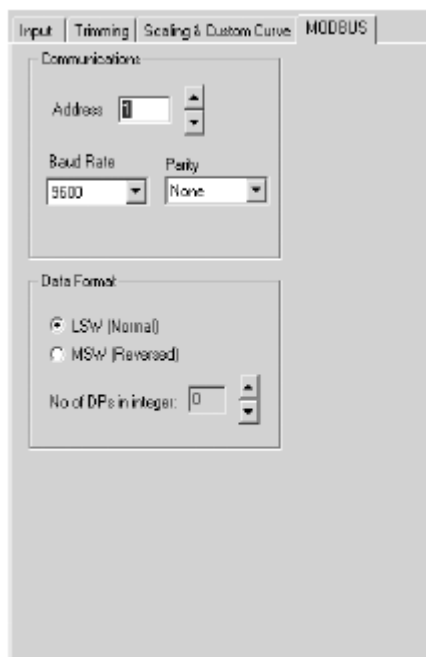 Input Trimming Scaling & Custom Curve MODBUS
Communications
Address 1
Baud Rate Parity
9600 None
Data Format
LSW (Normal)
MSW (Reversed)
No of DPs in integer: 0